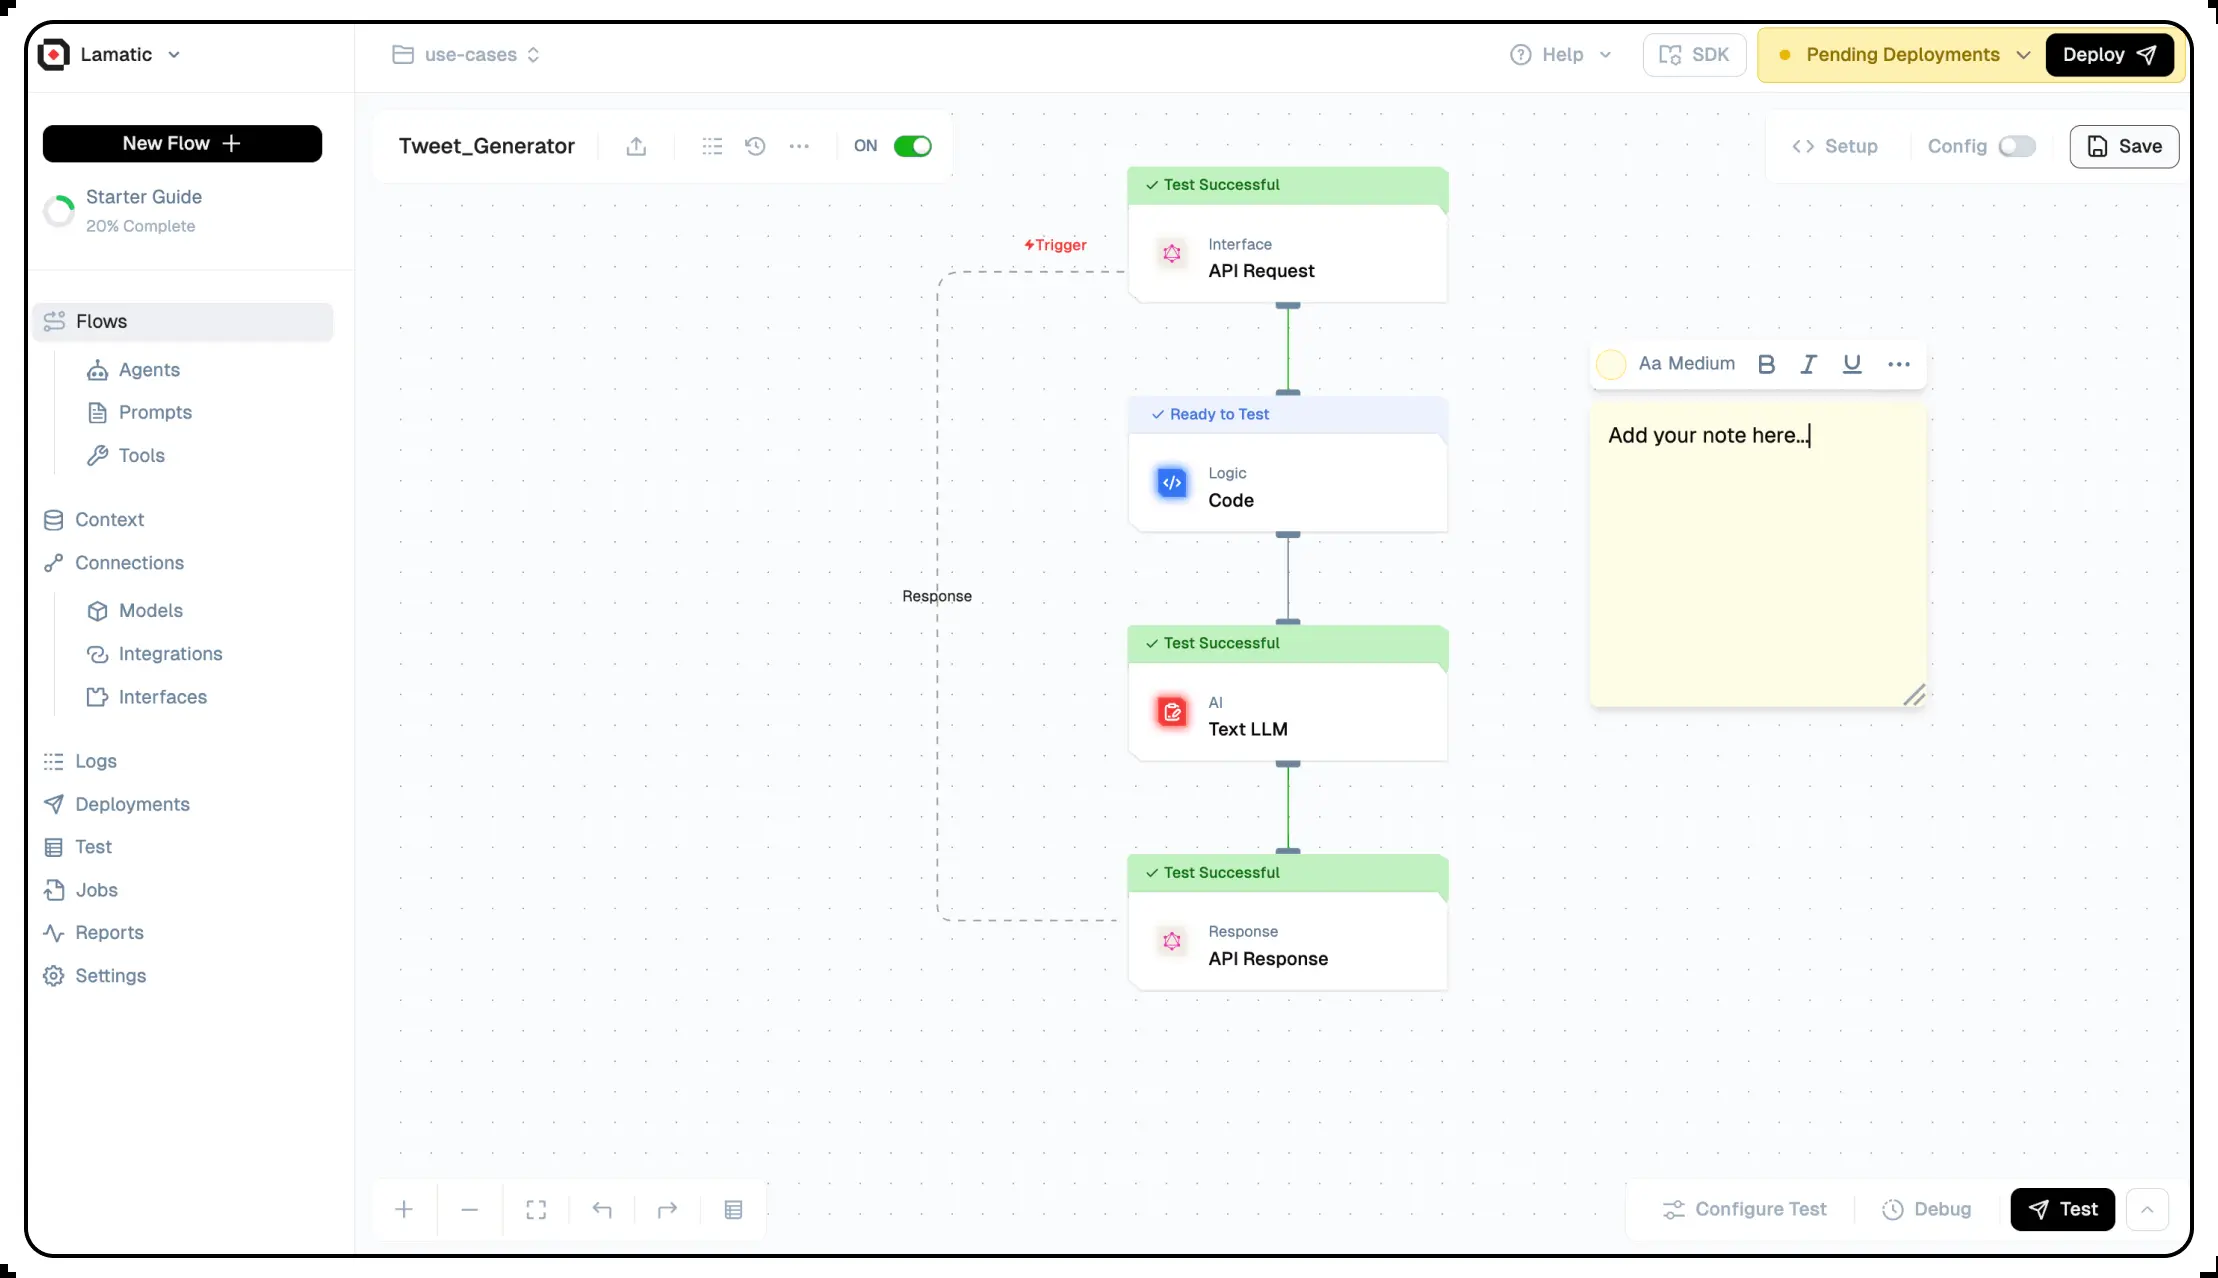 Lamatic
use-cases
Help
SDK
Pending Deployments
Deploy
New Flow
Starter Guide
20% Complete
Flows
Agents
Prompts
Tools
Context
Connections
Models
Integrations
Interfaces
Logs
Deployments
Test
Jobs
Reports
Settings
Tweet_Generator
ON
Setup
Config
Save
Trigger
Response
Test Successful
Interface
API Request
Ready to Test
Logic
Code
Test Successful
AI
Text LLM
Test Successful
Response
API Response
Aa Medium B I U
Add your note here...
Configure Test
Debug
Test